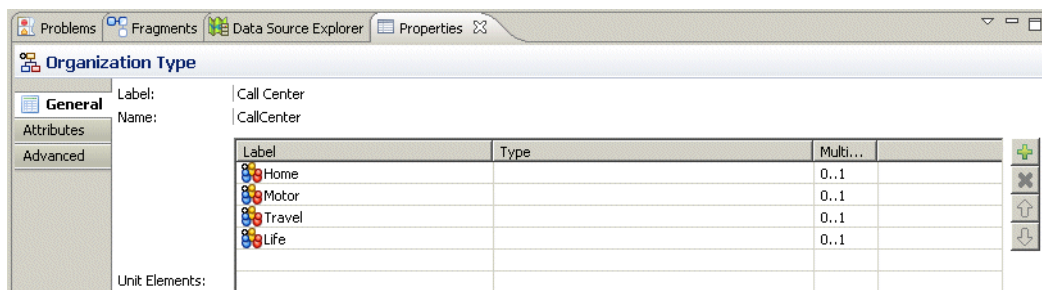 Problems Fragments Data Source Explorer Properties
Organization Type
General
Attributes
Advanced
Label: Call Center
Name: CallCenter
Label Type Multi...
Home 0..1
Motor 0..1
Travel 0..1
Life 0..1
Unit Elements: